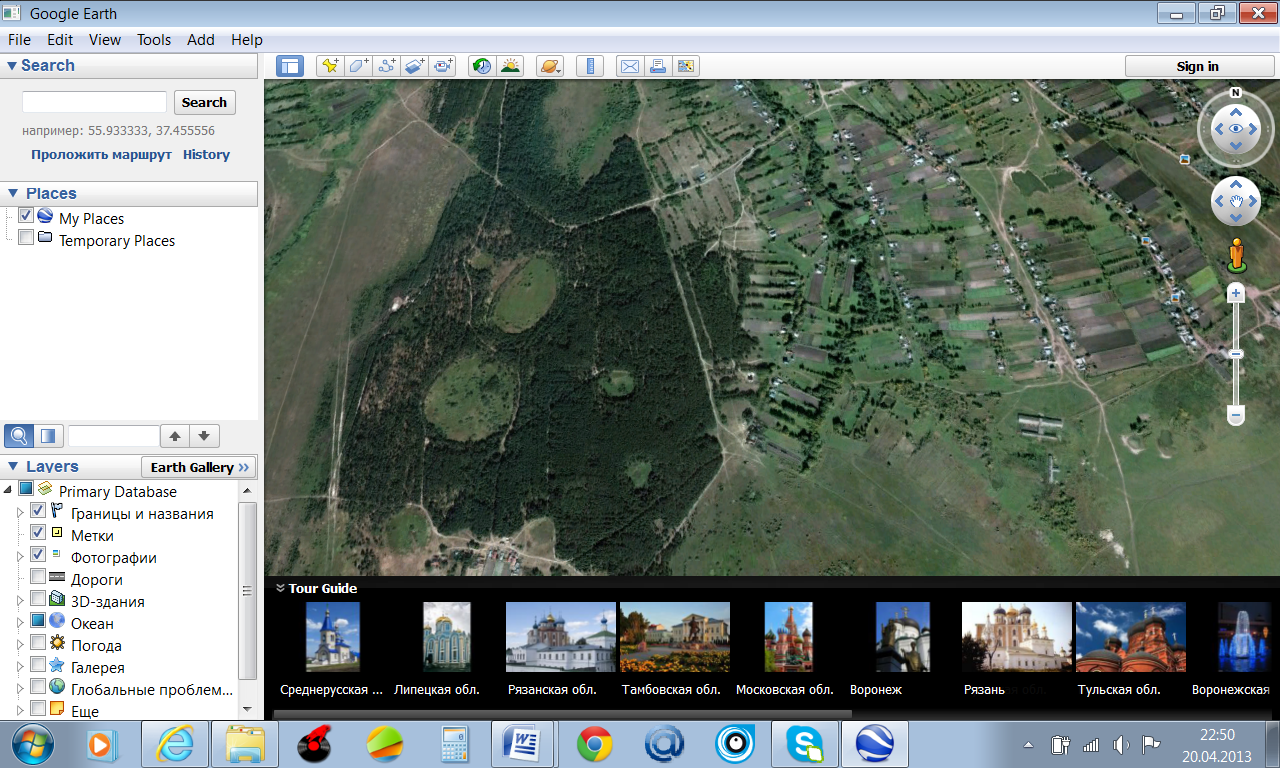 Google Earth
File Edit View Tools Add Help
Search
Sign in
Search
например: 55.933333, 37.455556
Проложить маршрут History
N
Places
My Places
Temporary Places
Layers
Earth Gallery »
Primary Database
Границы и названия
Метки
Фотографии
Дороги
3D-здания
Океан
Погода
Галерея
Глобальные проблем...
Еще
Tour Guide
Среднерусская ... Липецкая обл. Рязанская обл. Тамбовская обл. Московская обл. Воронеж Рязань Тульская обл. Воронежская
22:50
20.04.2013